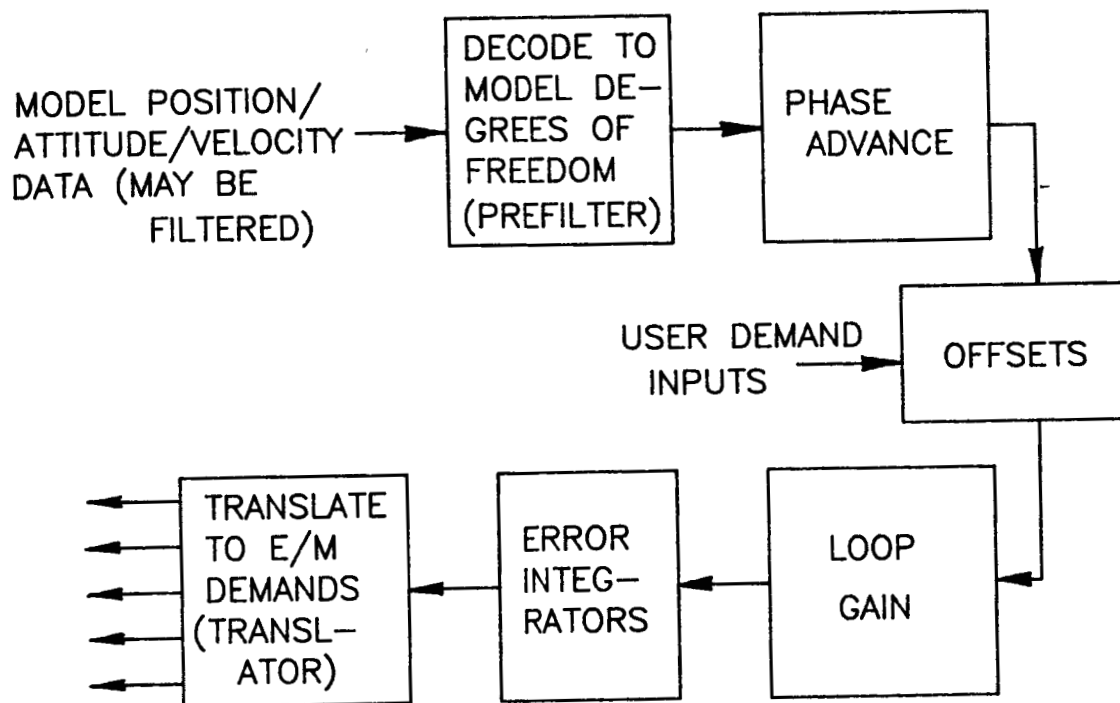 MODEL POSITION/
ATTITUDE/VELOCITY
DATA (MAY BE
FILTERED)
DECODE TO
MODEL DE-
GREES OF
FREEDOM
(PREFILTER)
PHASE
ADVANCE
USER DEMAND
INPUTS
OFFSETS
LOOP
GAIN
ERROR
INTEG-
RATORS
TRANSLATE
TO E/M
DEMANDS
(TRANSL-
ATOR)